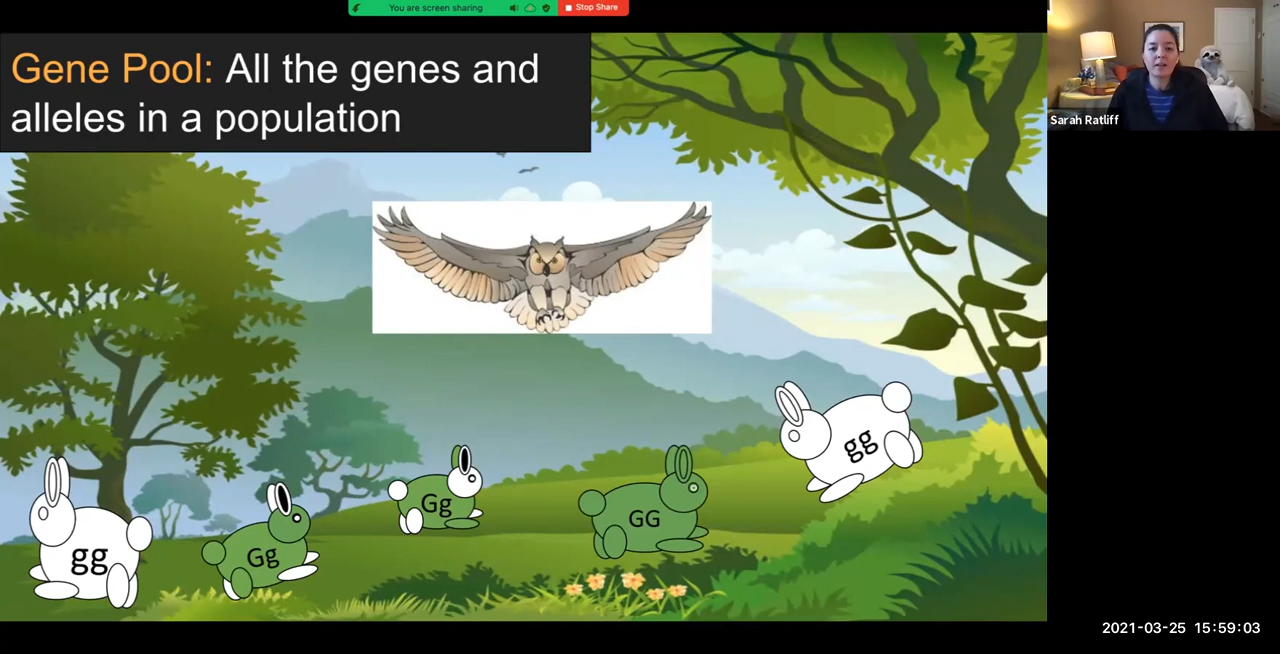 You are screen sharing
Stop Share
Gene Pool: All the genes and
alleles in a population
Sarah Ratliff
gg
Gg
Gg
GG
gg
2021-03-25 15:59:03